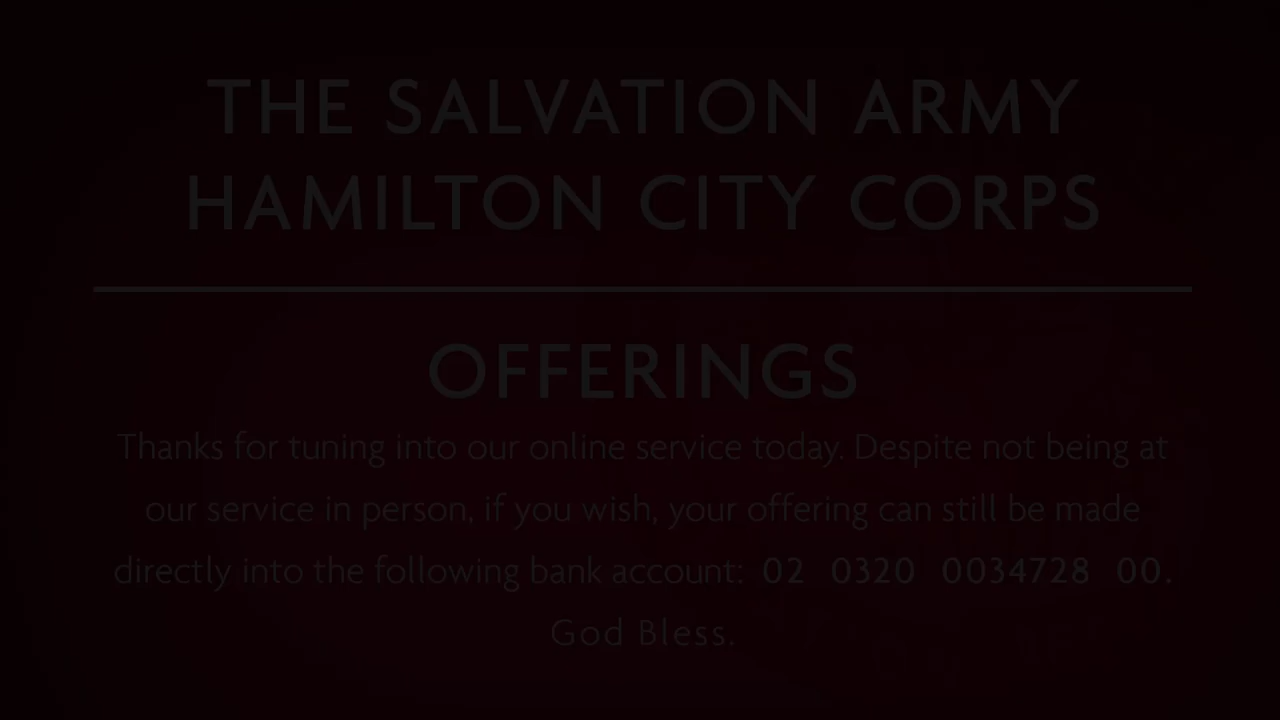 THE SALVATION ARMY
HAMILTON CITY CORPS
OFFERINGS
Thanks for tuning into our online service today. Despite not being at
our service in person, if you wish, your offering can still be made
directly into the following bank account: 02 0320 0034728 00.
God Bless.